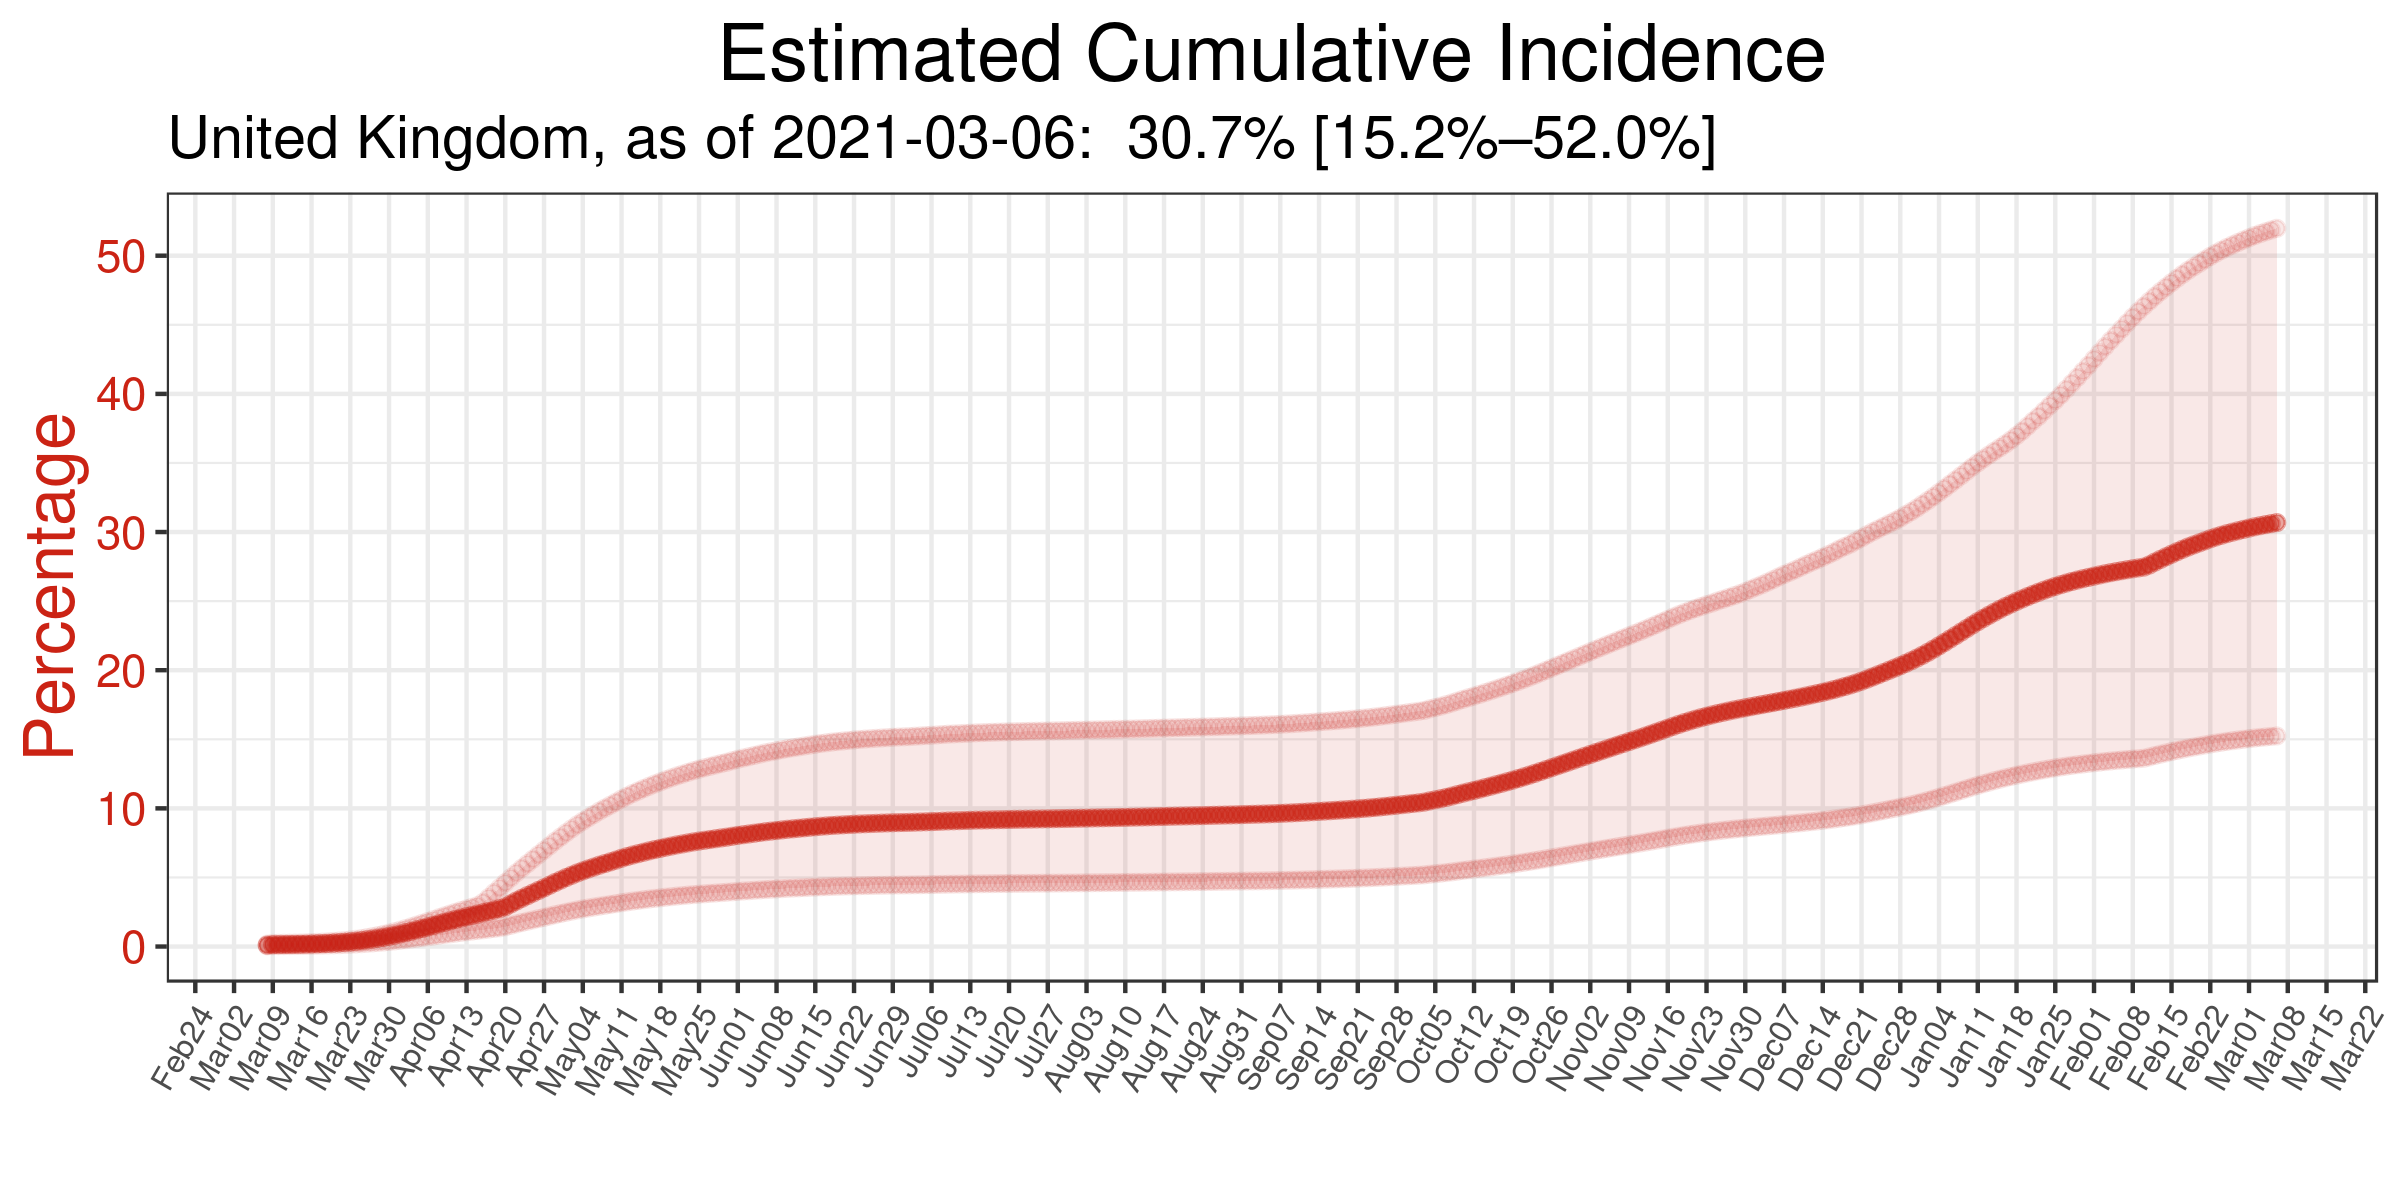 Estimated Cumulative Incidence
United Kingdom, as of 2021-03-06:  30.7% [15.2%–52.0%]
Percentage
50
40
30
20
10
0
Feb24
Mar02
Mar09
Mar16
Mar23
Mar30
Apr06
Apr13
Apr20
Apr27
May04
May11
May18
May25
Jun01
Jun08
Jun15
Jun22
Jun29
Jul06
Jul13
Jul20
Jul27
Aug03
Aug10
Aug17
Aug24
Aug31
Sep07
Sep14
Sep21
Sep28
Oct05
Oct12
Oct19
Oct26
Nov02
Nov09
Nov16
Nov23
Nov30
Dec07
Dec14
Dec21
Dec28
Jan04
Jan11
Jan18
Jan25
Feb01
Feb08
Feb15
Feb22
Mar01
Mar08
Mar15
Mar22